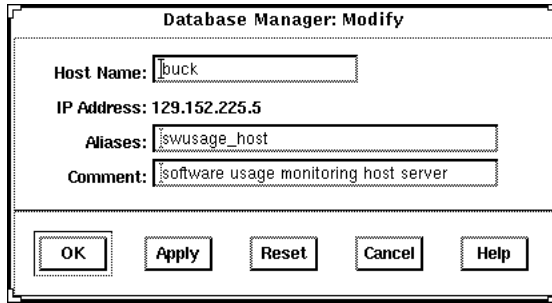 Database Manager: Modify
Host Name: buck
IP Address: 129.152.225.5
Aliases: swusage_host
Comment: software usage monitoring host server
OK Apply Reset Cancel Help